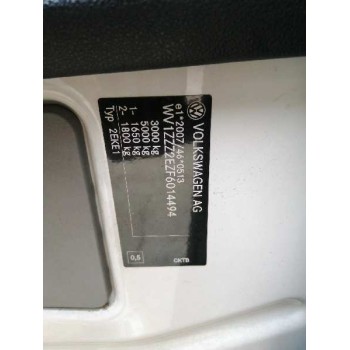 VOLKSWAGEN AG
e1*2007/46*0513
WV1ZZZ2EZF6014494
3000 kg
5000 kg
1- 1650 kg
2- 1800 kg
Typ 2EKE1
0,5